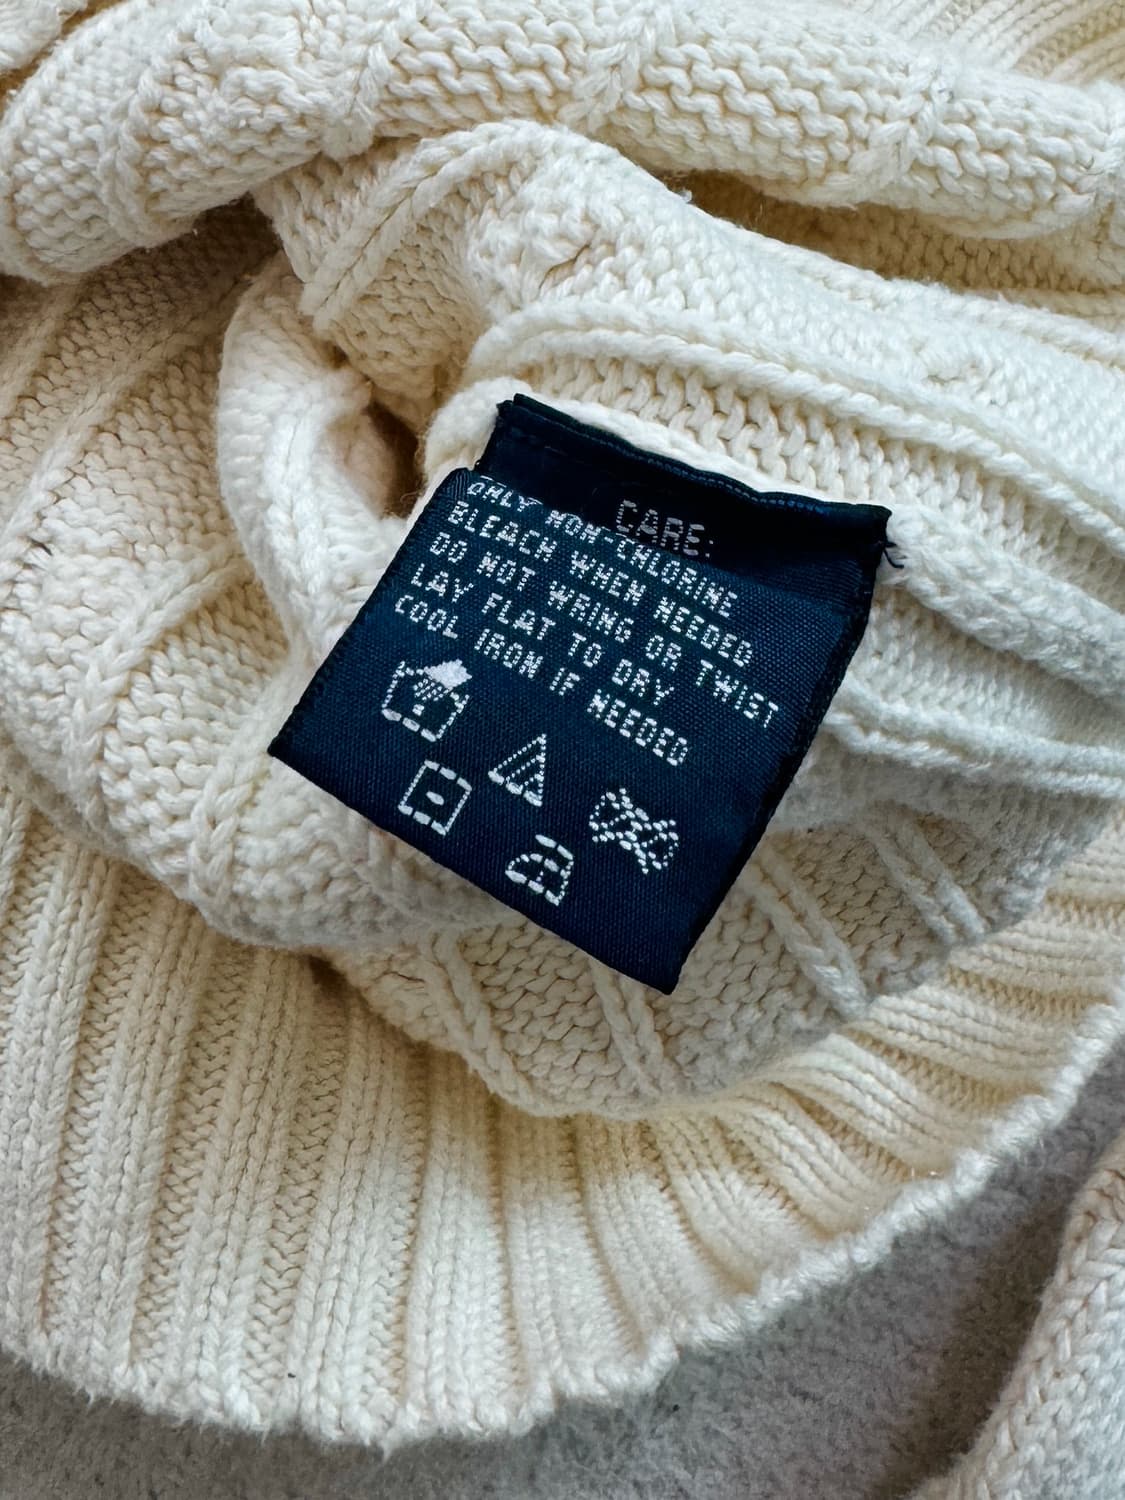 CARE:
ONLY NON-CHLORINE
BLEACH WHEN NEEDED
DO NOT WRING OR TWIST
LAY FLAT TO DRY
COOL IRON IF NEEDED